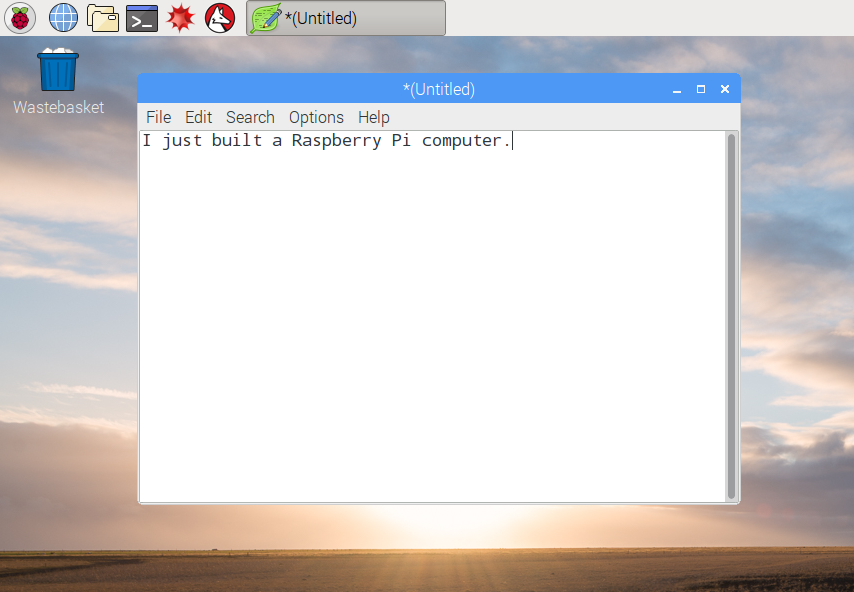 *(Untitled)
Wastebasket
*(Untitled)
File Edit Search Options Help
I just built a Raspberry Pi computer.